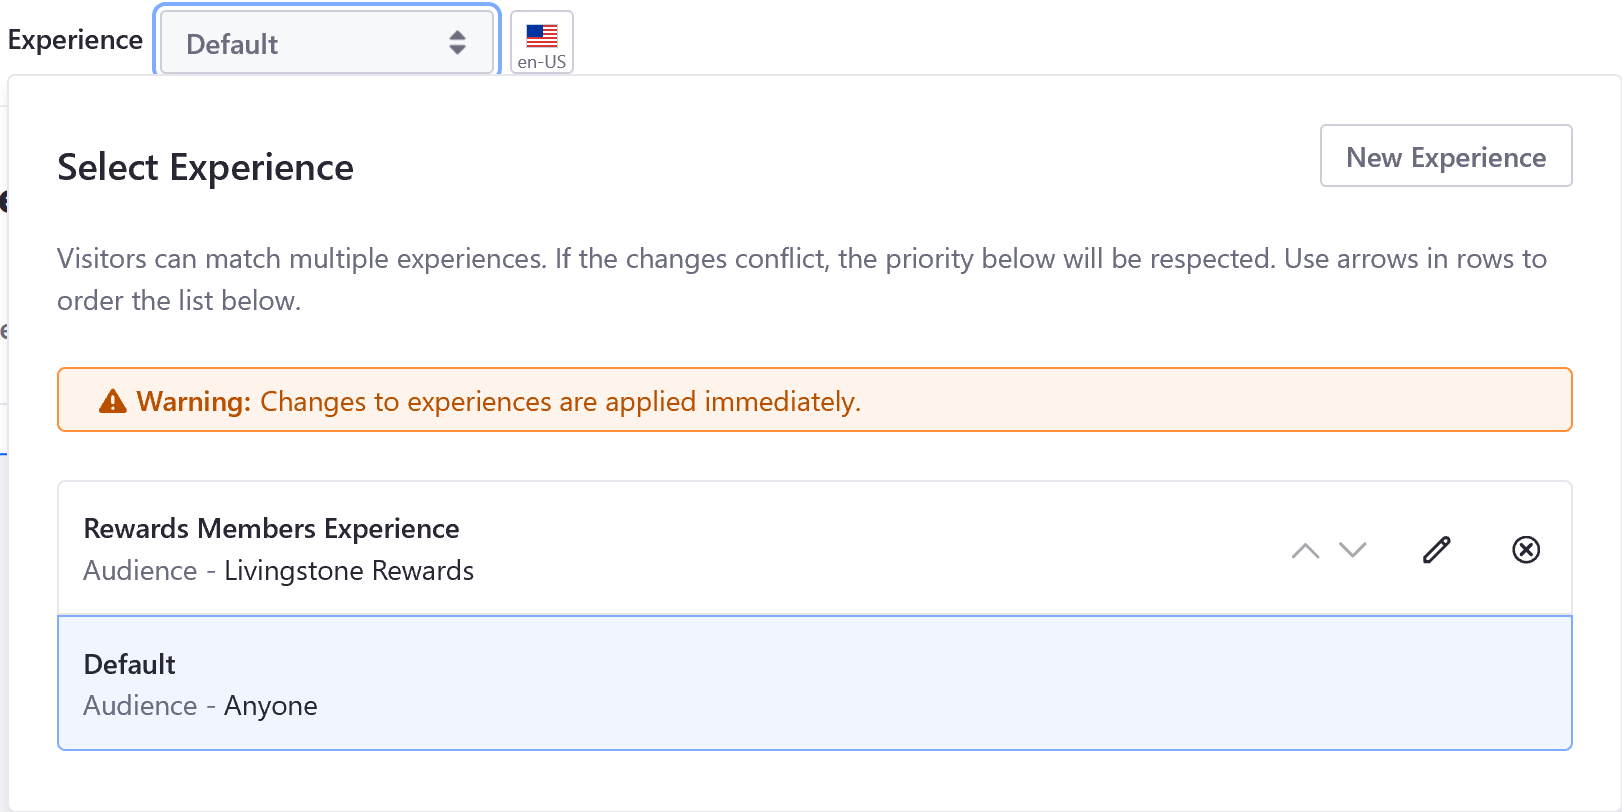 Experience
Default
en-US
Select Experience
New Experience
Visitors can match multiple experiences. If the changes conflict, the priority below will be respected. Use arrows in rows to
order the list below.
Warning: Changes to experiences are applied immediately.
Rewards Members Experience
Audience - Livingstone Rewards
Default
Audience - Anyone